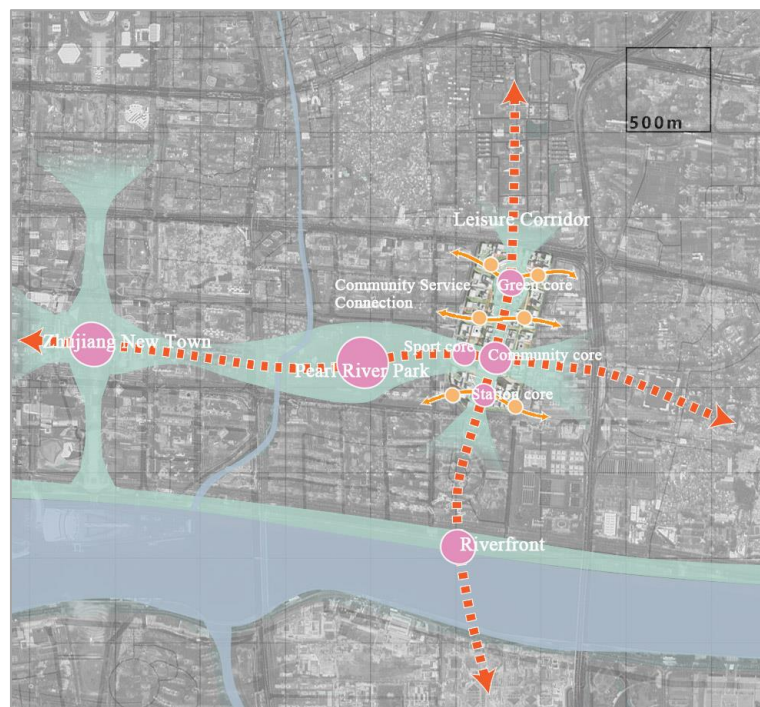 500m
Leisure Corridor
Community Service
Connection
Green core
Zhujiang New Town
Sport core
Community core
Pearl River Park
Station core
Riverfront